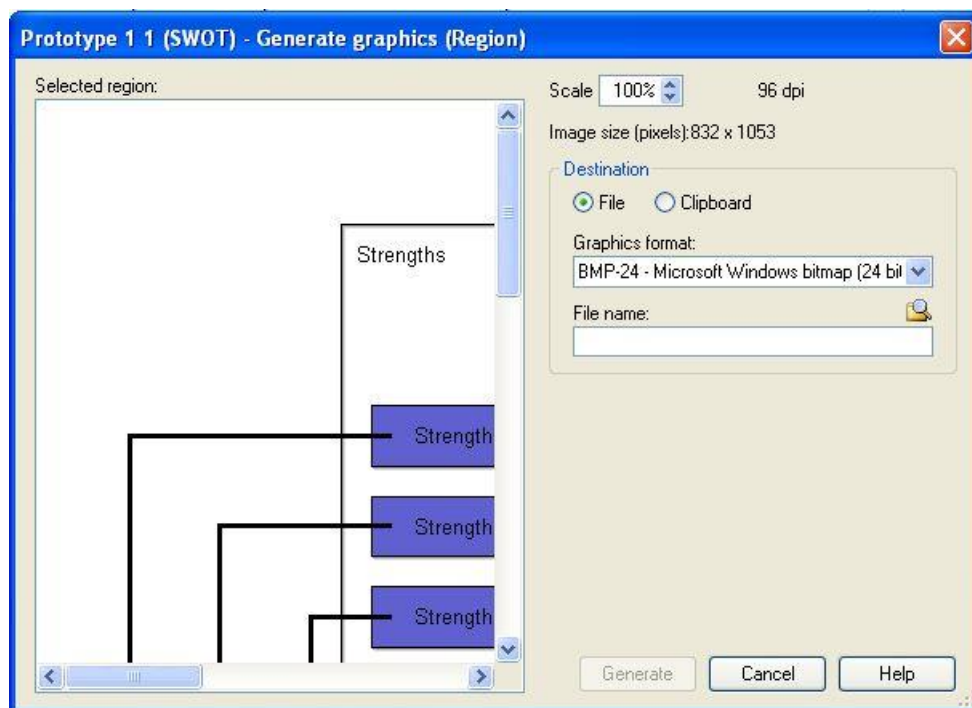 Prototype 1 1 (SWOT) - Generate graphics (Region)
Selected region:
Strengths
Strength
Strength
Strength
Scale 100% 96 dpi
Image size (pixels):832 x 1053
Destination
File Clipboard
Graphics format:
BMP-24 - Microsoft Windows bitmap (24 bit
File name:
Generate Cancel Help